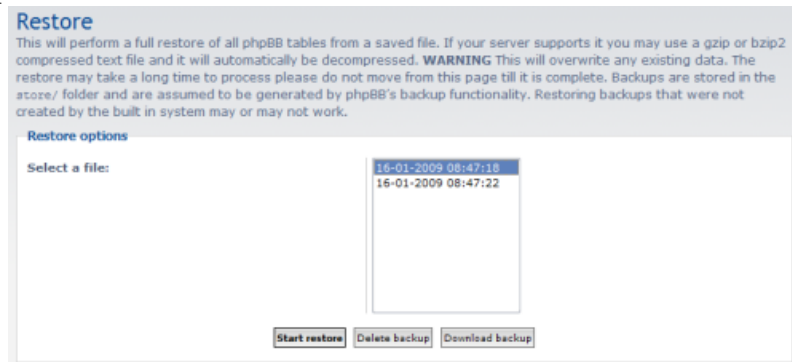 Restore
This will perform a full restore of all phpBB tables from a saved file. If your server supports it you may use a gzip or bzip2
compressed text file and it will automatically be decompressed. WARNING This will overwrite any existing data. The
restore may take a long time to process please do not move from this page till it is complete. Backups are stored in the
store/ folder and are assumed to be generated by phpBB's backup functionality. Restoring backups that were not
created by the built in system may or may not work.
Restore options
Select a file:
16-01-2009 08:47:18
16-01-2009 08:47:22
Start restore Delete backup Download backup